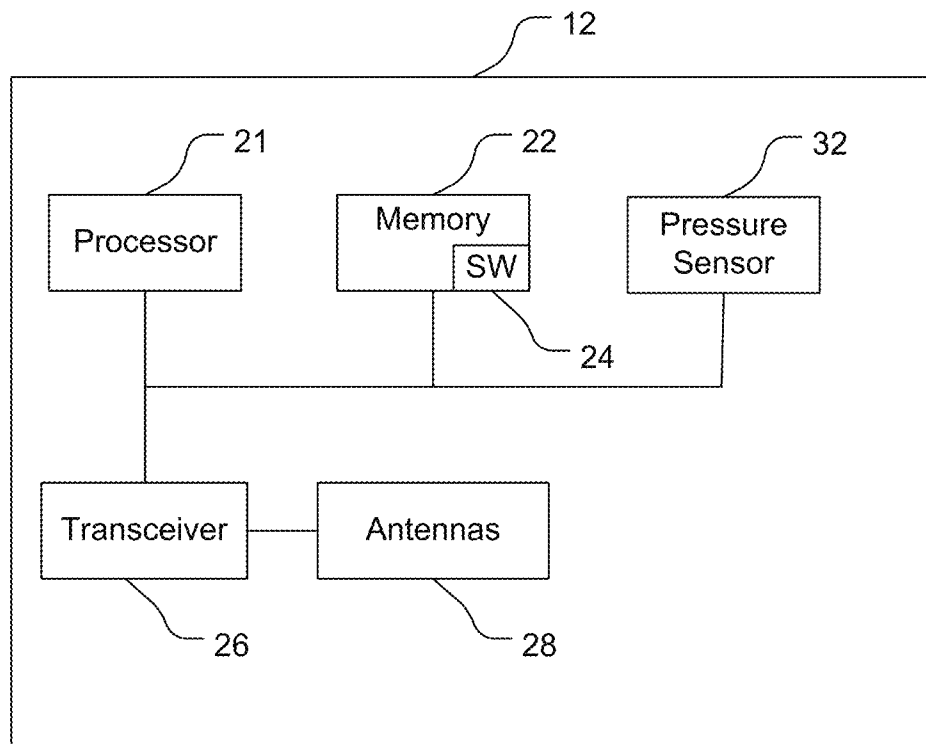 12
21
22
32
Processor
Memory
SW
Pressure
Sensor
24
Transceiver
Antennas
26
28